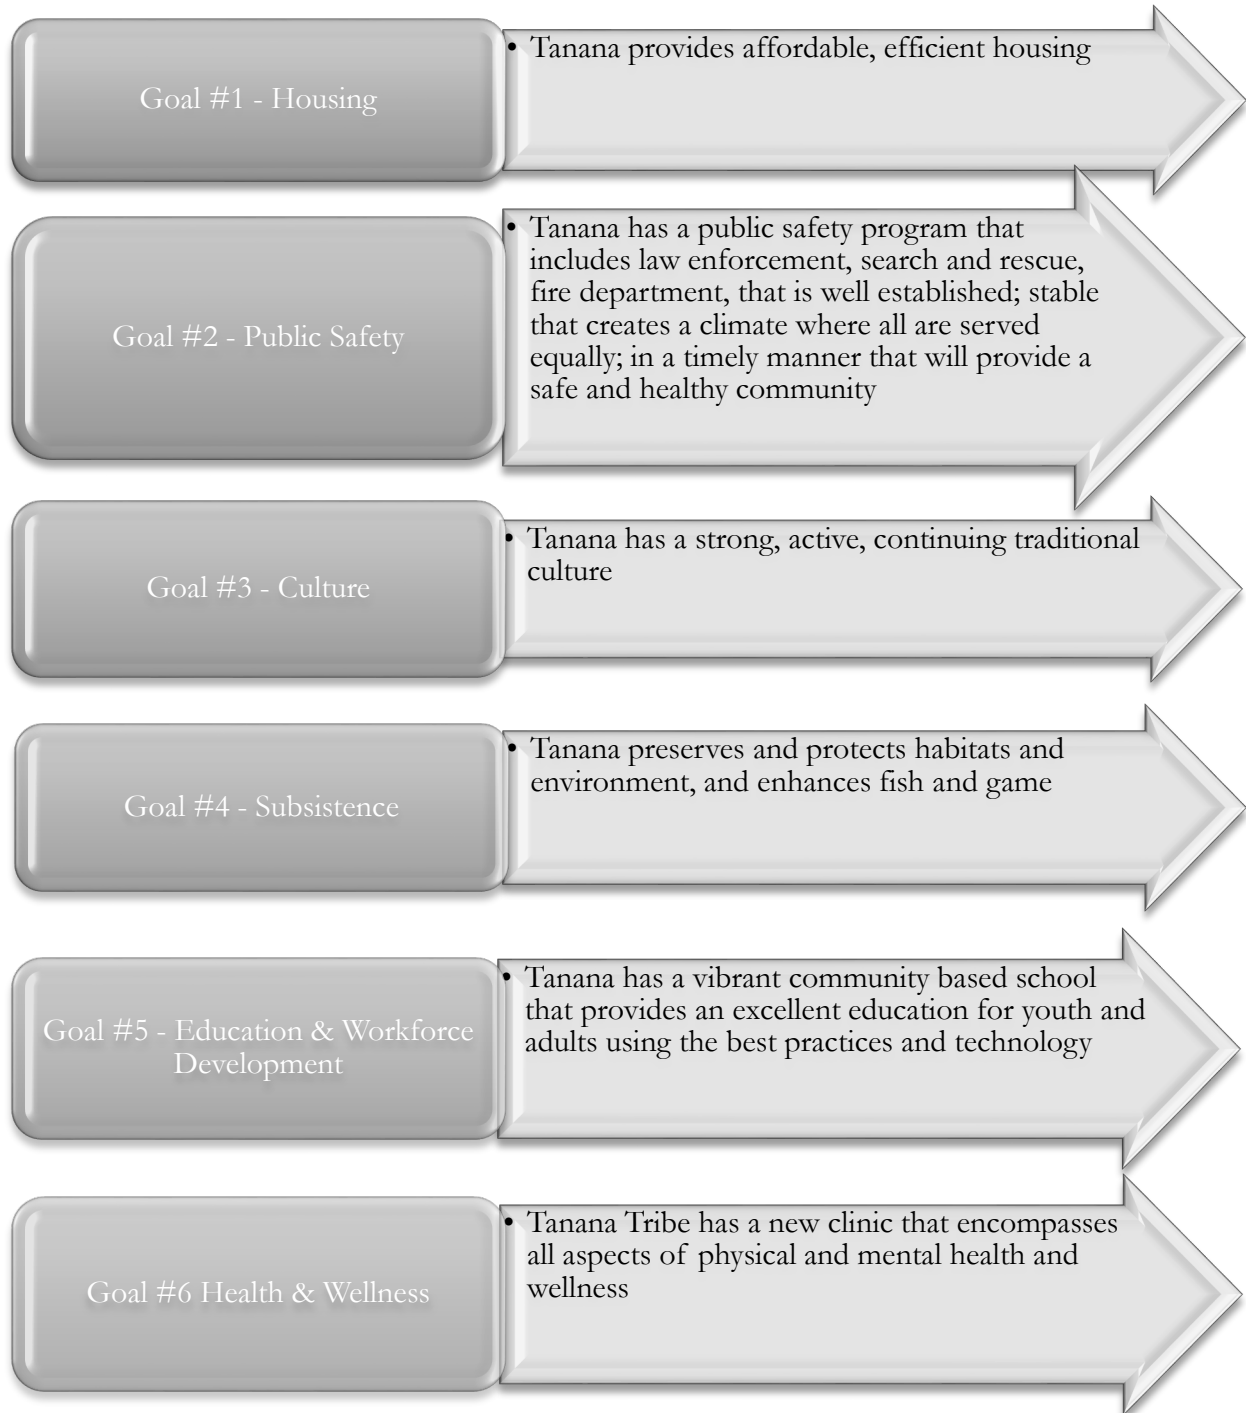 Goal #1 - Housing
• Tanana provides affordable, efficient housing
Goal #2 - Public Safety
• Tanana has a public safety program that
includes law enforcement, search and rescue,
fire department, that is well established; stable
that creates a climate where all are served
equally; in a timely manner that will provide a
safe and healthy community
Goal #3 - Culture
• Tanana has a strong, active, continuing traditional
culture
Goal #4 - Subsistence
• Tanana preserves and protects habitats and
environment, and enhances fish and game
Goal #5 - Education & Workforce
Development
• Tanana has a vibrant community based school
that provides an excellent education for youth and
adults using the best practices and technology
Goal #6 Health & Wellness
• Tanana Tribe has a new clinic that encompasses
all aspects of physical and mental health and
wellness